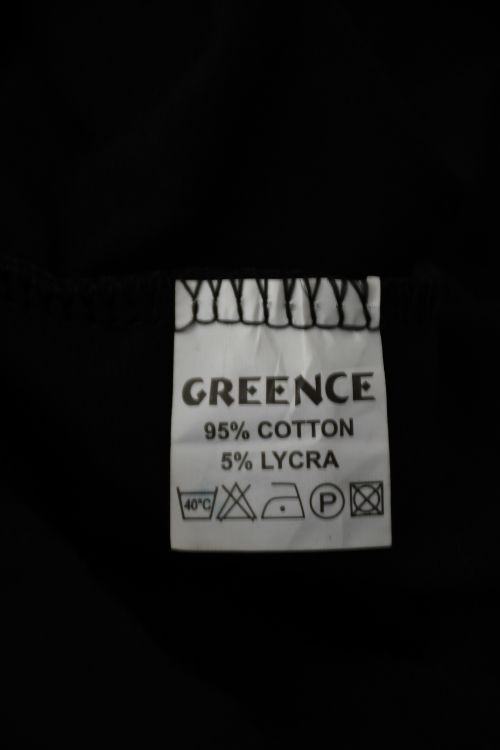 GREENCE
95% COTTON
5% LYCRA
40°C P